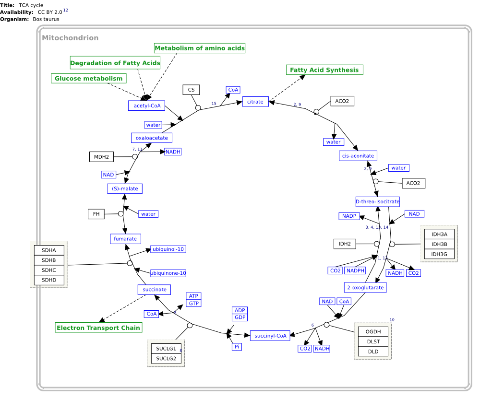 Title: TCA cycle
Availability: CC BY 2.0 12
Organism: Bos taurus
Mitochondrion
Metabolism of amino acids
Degradation of Fatty Acids
Fatty Acid Synthesis
Glucose metabolism
CS
CoA
acetyl-CoA
citrate
ACO2
water
water
oxaloacetate
cis-aconitate
NADH
MDH2
water
NAD
ACO2
(S)-malate
D-threo-isocitrate
FH
water
NADP
NAD
fumarate
IDH3A
IDH3B
IDH3G
IDH2
SDHA
SDHB
SDHC
SDHD
ubiquino -10
ubiquinone-10
CO2
NADPH
NADH
CO2
succinate
2 oxoglutarate
ATP
GTP
NAD
CoA
CoA
ADP
GDP
Electron Transport Chain
OGDH
DLST
DLD
16
succinyl-CoA
Pi
SUCLG1
SUCLG2
CO2
NADH